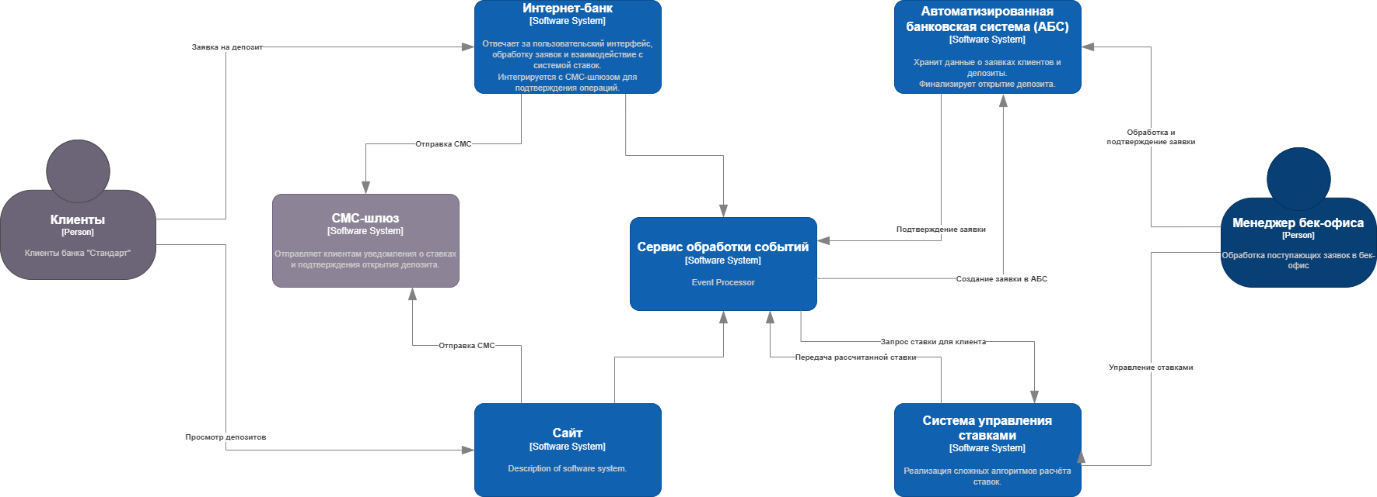 Интернет-банк
[Software System]
Отвечает за пользовательский интерфейс,
обработку заявок и взаимодействие с
системой ставок.
Интегрируется с СМС-шлюзом для
подтверждения операций.
Автоматизированная
банковская система (АБС)
[Software System]
Хранит данные о заявках клиентов и
депозиты.
Финализирует открытие депозита.
Заявка на депозит
Отправка СМС
Обработка и
подтверждение заявки
Клиенты
[Person]
Клиенты банка "Стандарт"
СМС-шлюз
[Software System]
Отправляет клиентам уведомления о ставках
и подтверждения открытия депозита.
Сервис обработки событий
[Software System]
Event Processor
Подтверждение заявки
Создание заявки в АБС
Менеджер бек-офиса
[Person]
Обработка поступающих заявок в бек-
офис
Отправка СМС
Запрос ставки для клиента
Передача рассчитанной ставки
Управление ставками
Просмотр депозитов
Сайт
[Software System]
Description of software system.
Система управления
ставками
[Software System]
Реализация сложных алгоритмов расчёта
ставок.